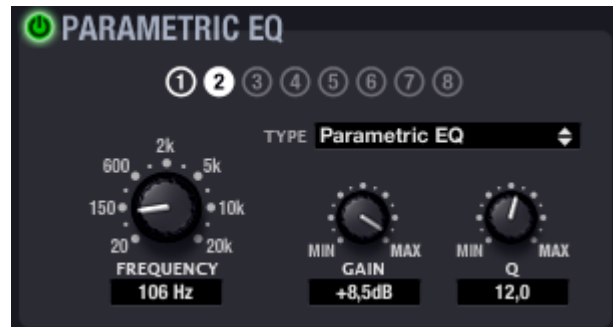 PARAMETRIC EQ
1 2 3 4 5 6 7 8
TYPE Parametric EQ
2k
600 5k
150 10k
20 20k
MIN MAX MIN MAX
FREQUENCY GAIN Q
106 Hz +8,5dB 12,0